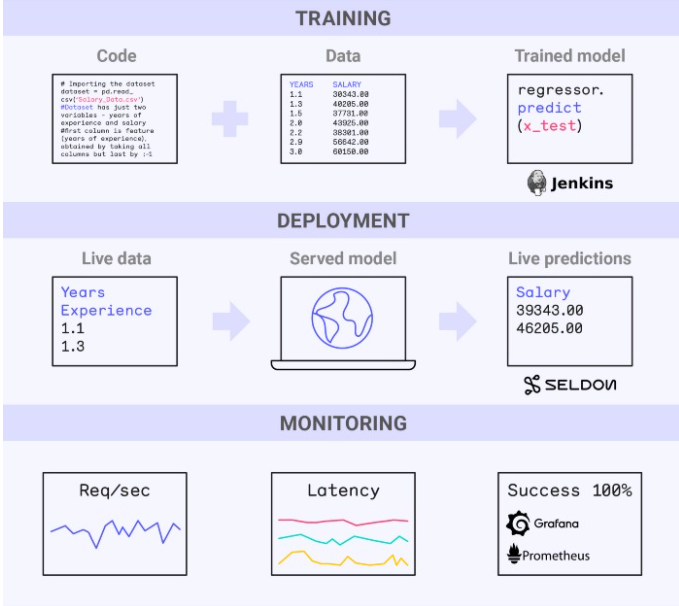 TRAINING
Code
Data
Trained model
# Importing the dataset
dataset = pd.read_
csv('Salary_Data.csv')
#Dataset has just two
variables - years of
experience and salary
#first column is feature
(years of experience),
obtained by taking all
columns but last by :-1
YEARS SALARY
1.1 30343.00
1.3 40205.00
1.5 37731.00
2.0 43925.00
2.2 38301.00
2.9 56642.00
3.0 60150.00
regressor.
predict
(x_test)
Jenkins
DEPLOYMENT
Live data
Served model
Live predictions
Years
Experience
1.1
1.3
Salary
39343.00
46205.00
SELDON
MONITORING
Req/sec
Latency
Success 100%
Grafana
Prometheus